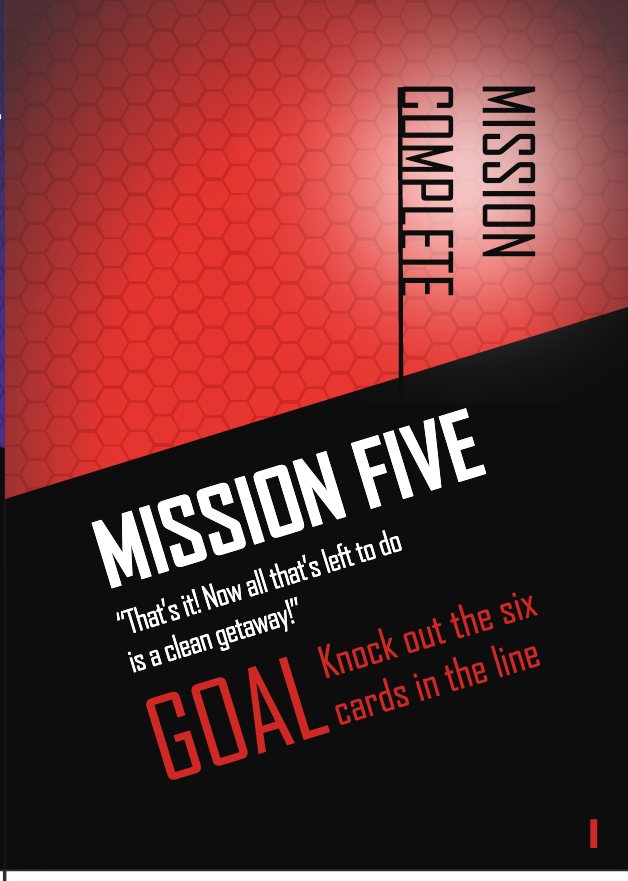 MISSION
COMPLETE
MISSION FIVE
“That's it! Now all that's left to do
is a clean getaway!”
GOAL
Knock out the six
cards in the line
I